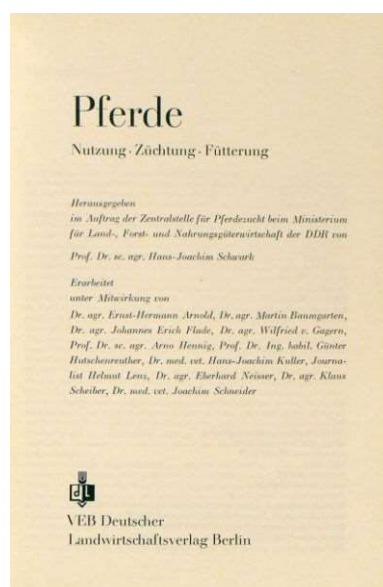 Pferde
Nutzung · Züchtung · Fütterung
Herausgegeben
im Auftrag der Zentralstelle für Pferdezucht beim Ministerium
für Land-, Forst- und Nahrungsgüterwirtschaft der DDR von
Prof. Dr. sc. agr. Hans-Joachim Schwark
Erarbeitet
unter Mitwirkung von
Dr. agr. Ernst-Hermann Arnold, Dr. agr. Martin Baumgarten,
Dr. agr. Johannes Erich Flade, Dr. agr. Wilfried v. Gagern,
Prof. Dr. sc. agr. Arno Hennig, Prof. Dr. Ing. habil. Günter
Hutschenreuther, Dr. med. vet. Hans-Joachim Kuller, Journa-
list Helmut Lenz, Dr. agr. Eberhard Neisser, Dr. agr. Klaus
Scheiber, Dr. med. vet. Joachim Schneider
dL
VEB Deutscher
Landwirtschaftsverlag Berlin